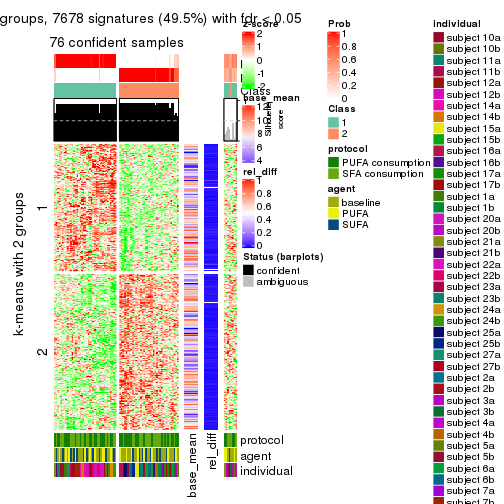 groups, 7678 signatures (49.5%) with fdr < 0.05
76 confident samples
k-means with 2 groups
1
2
Class
Silhouette
score
base_mean
rel_diff
protocol
agent
individual
z-score
2
1
0
-1
-2
base_mean
12
10
8
6
4
rel_diff
1
0.8
0.6
0.4
0.2
0
Status (barplots)
confident
ambiguous
Prob
1
0.8
0.6
0.4
0.2
0
Class
1
2
protocol
PUFA consumption
SFA consumption
agent
baseline
PUFA
SUFA
individual
subject 10a
subject 10b
subject 11a
subject 11b
subject 12a
subject 12b
subject 14a
subject 14b
subject 15a
subject 15b
subject 16a
subject 16b
subject 17a
subject 17b
subject 1a
subject 1b
subject 20a
subject 20b
subject 21a
subject 21b
subject 22a
subject 22b
subject 23a
subject 23b
subject 24a
subject 24b
subject 25a
subject 25b
subject 27a
subject 27b
subject 2a
subject 2b
subject 3a
subject 3b
subject 4a
subject 4b
subject 5a
subject 5b
subject 6a
subject 6b
subject 7a
subject 7b